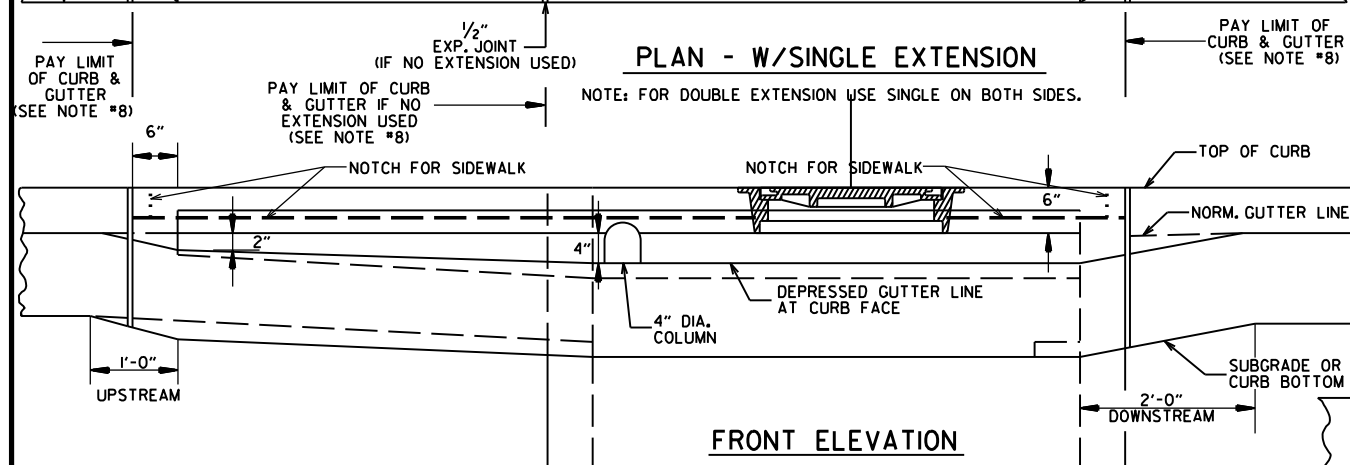 PAY LIMIT
OF CURB &
GUTTER
(SEE NOTE #8)
1/2"
EXP. JOINT
(IF NO EXTENSION USED)
PLAN - W/SINGLE EXTENSION
NOTE: FOR DOUBLE EXTENSION USE SINGLE ON BOTH SIDES.
PAY LIMIT OF
CURB & GUTTER
(SEE NOTE #8)
PAY LIMIT OF CURB
& GUTTER IF NO
EXTENSION USED
(SEE NOTE #8)
6"
NOTCH FOR SIDEWALK
NOTCH FOR SIDEWALK
TOP OF CURB
6"
NORM. GUTTER LINE
2"
4"
DEPRESSED GUTTER LINE
AT CURB FACE
4" DIA.
COLUMN
1'-0"
UPSTREAM
SUBGRADE OR
CURB BOTTOM
2'-0"
DOWNSTREAM
FRONT ELEVATION